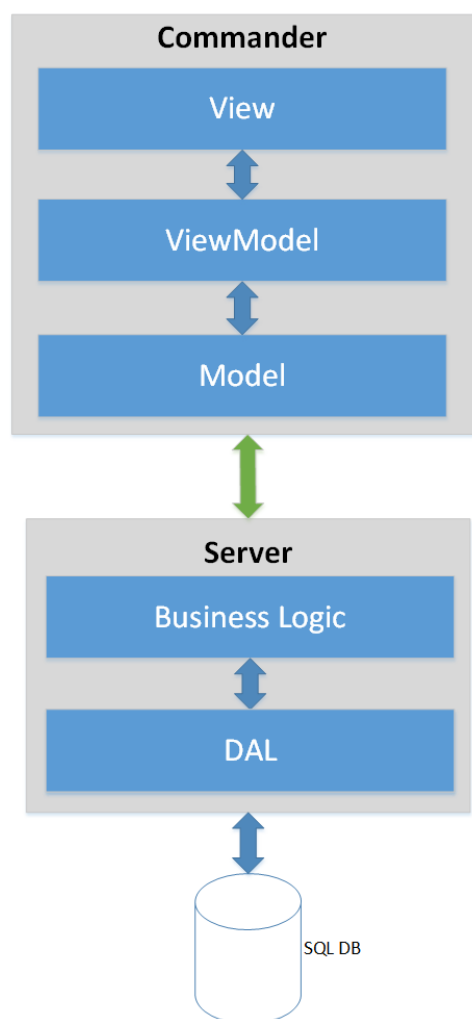 Commander
View
ViewModel
Model
Server
Business Logic
DAL
SQL DB